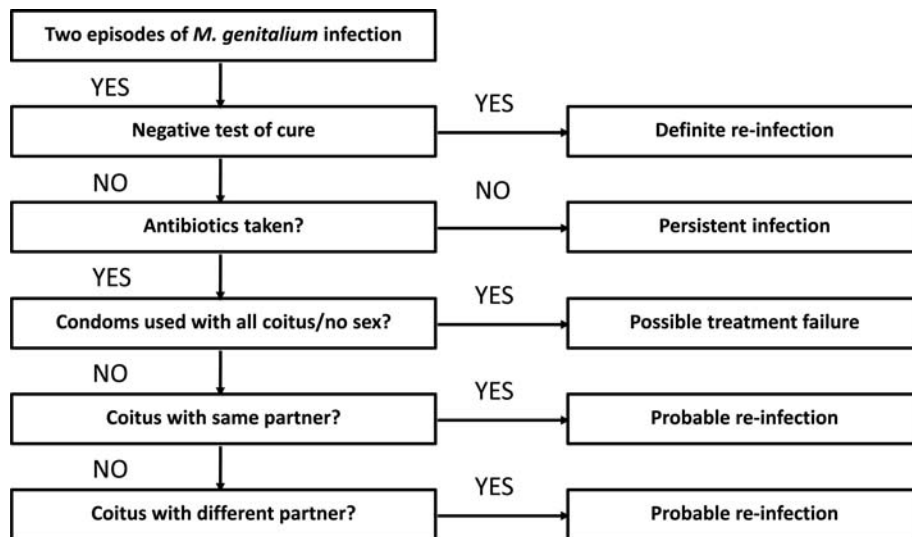 Two episodes of M. genitalium infection
YES
YES
Negative test of cure
Definite re-infection
NO
NO
Antibiotics taken?
Persistent infection
YES
YES
Condoms used with all coitus/no sex?
Possible treatment failure
NO
YES
Coitus with same partner?
Probable re-infection
NO
YES
Coitus with different partner?
Probable re-infection